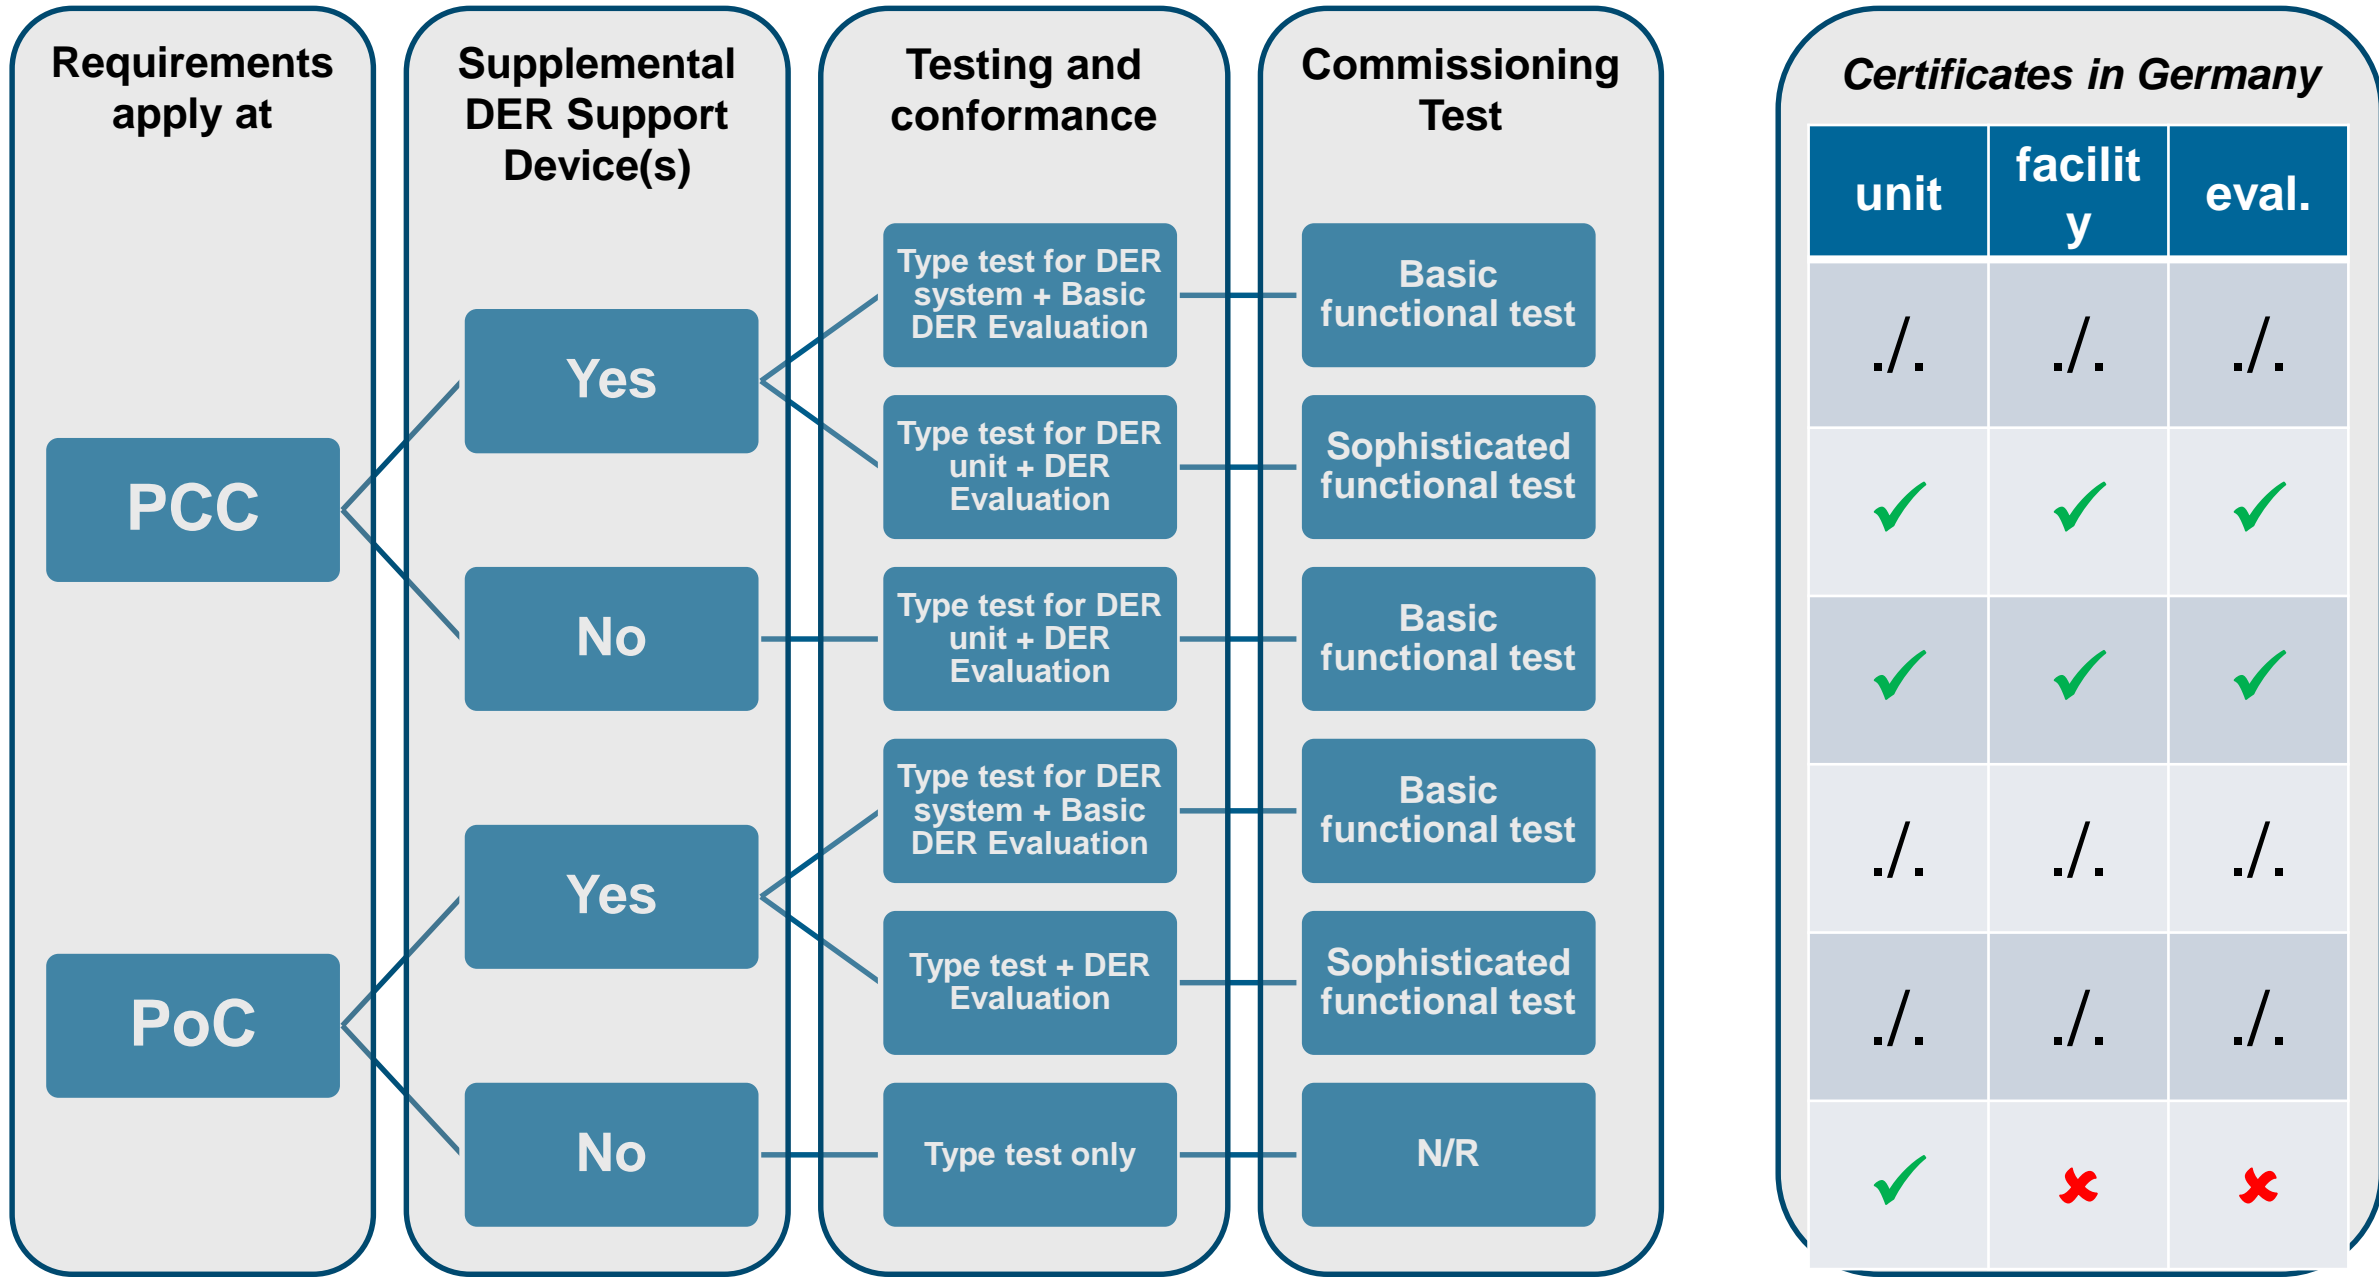 Requirements
apply at
Supplemental
DER Support
Device(s)
Testing and
conformance
Commissioning
Test
Certificates in Germany
unit
facilit
y
eval.
PCC
Yes
Type test for DER
system + Basic
DER Evaluation
Basic
functional test
./.
./.
./.
Type test for DER
unit + DER
Evaluation
Sophisticated
functional test
✓
✓
✓
No
Type test for DER
unit + DER
Evaluation
Basic
functional test
✓
✓
✓
PoC
Yes
Type test for DER
system + Basic
DER Evaluation
Basic
functional test
./.
./.
./.
Type test + DER
Evaluation
Sophisticated
functional test
./.
./.
./.
No
Type test only
N/R
✓
✘
✘